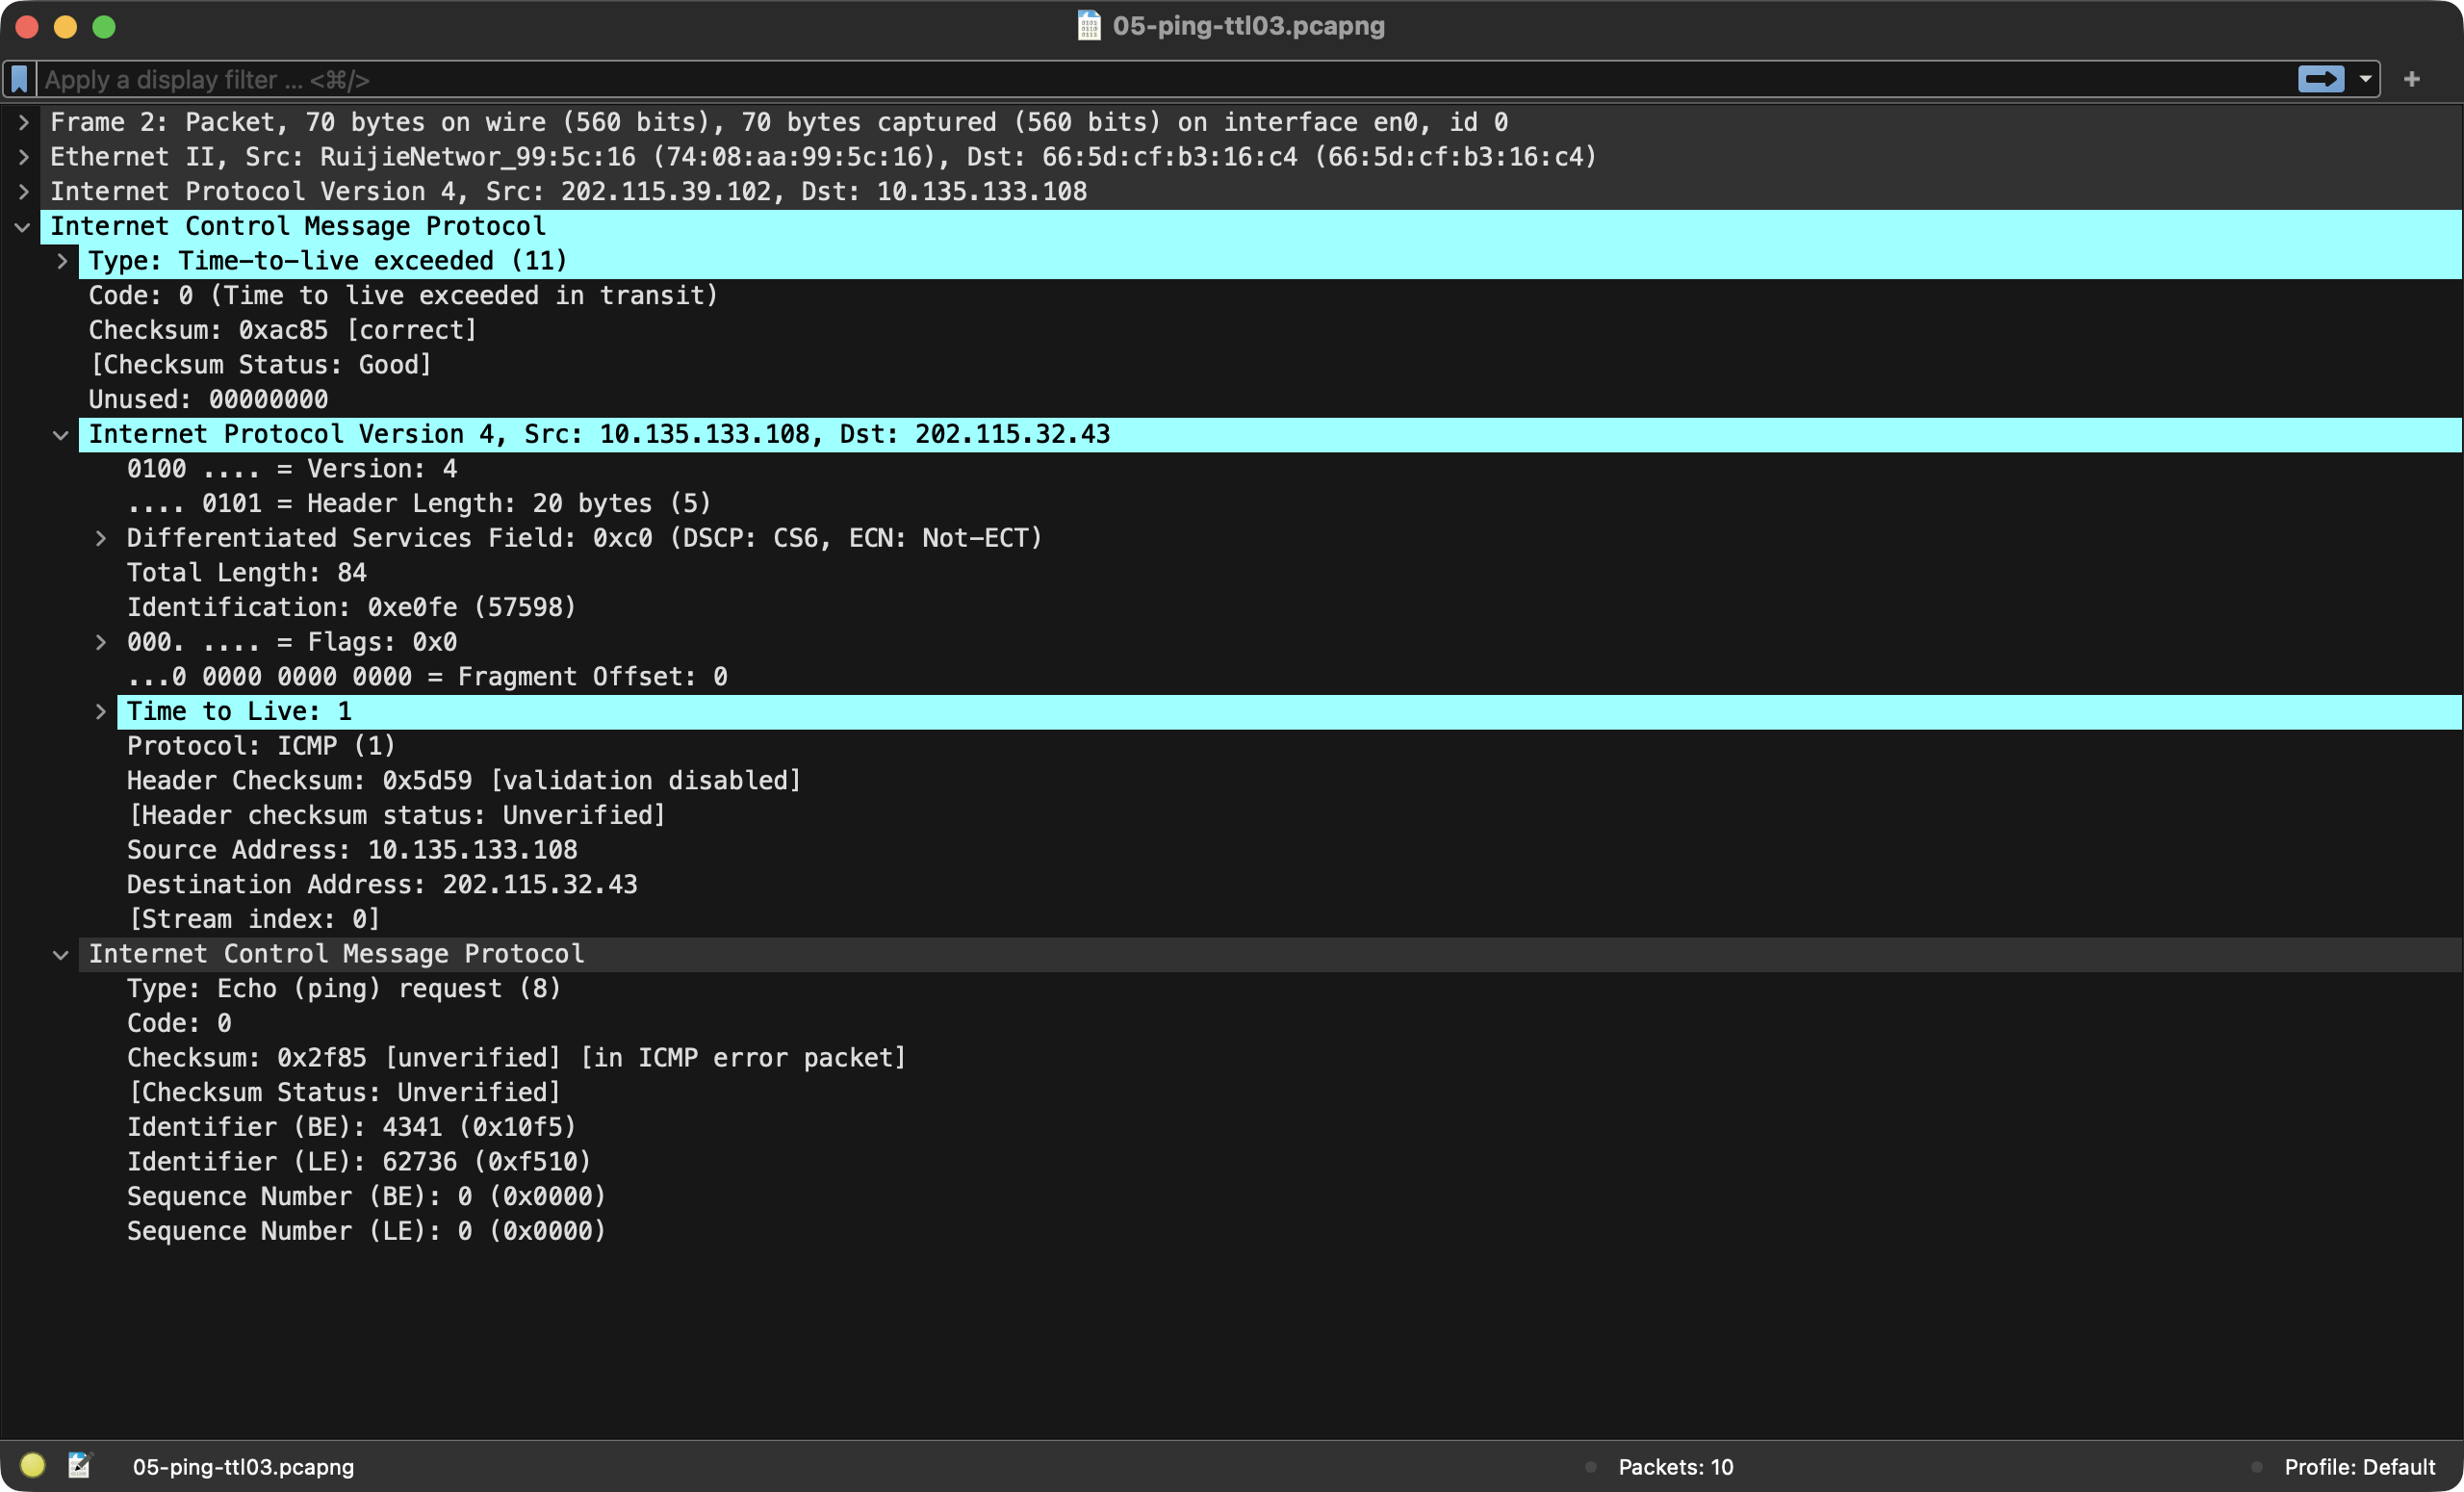 05-ping-ttl03.pcapng
Apply a display filter ... <⌘/>
Frame 2: Packet, 70 bytes on wire (560 bits), 70 bytes captured (560 bits) on interface en0, id 0
Ethernet II, Src: RuijieNetwor_99:5c:16 (74:08:aa:99:5c:16), Dst: 66:5d:cf:b3:16:c4 (66:5d:cf:b3:16:c4)
Internet Protocol Version 4, Src: 202.115.39.102, Dst: 10.135.133.108
Internet Control Message Protocol
Type: Time-to-live exceeded (11)
Code: 0 (Time to live exceeded in transit)
Checksum: 0xac85 [correct]
[Checksum Status: Good]
Unused: 00000000
Internet Protocol Version 4, Src: 10.135.133.108, Dst: 202.115.32.43
0100 .... = Version: 4
.... 0101 = Header Length: 20 bytes (5)
Differentiated Services Field: 0xc0 (DSCP: CS6, ECN: Not-ECT)
Total Length: 84
Identification: 0xe0fe (57598)
000. .... = Flags: 0x0
...0 0000 0000 0000 = Fragment Offset: 0
Time to Live: 1
Protocol: ICMP (1)
Header Checksum: 0x5d59 [validation disabled]
[Header checksum status: Unverified]
Source Address: 10.135.133.108
Destination Address: 202.115.32.43
[Stream index: 0]
Internet Control Message Protocol
Type: Echo (ping) request (8)
Code: 0
Checksum: 0x2f85 [unverified] [in ICMP error packet]
[Checksum Status: Unverified]
Identifier (BE): 4341 (0x10f5)
Identifier (LE): 62736 (0xf510)
Sequence Number (BE): 0 (0x0000)
Sequence Number (LE): 0 (0x0000)
05-ping-ttl03.pcapng
Packets: 10
Profile: Default